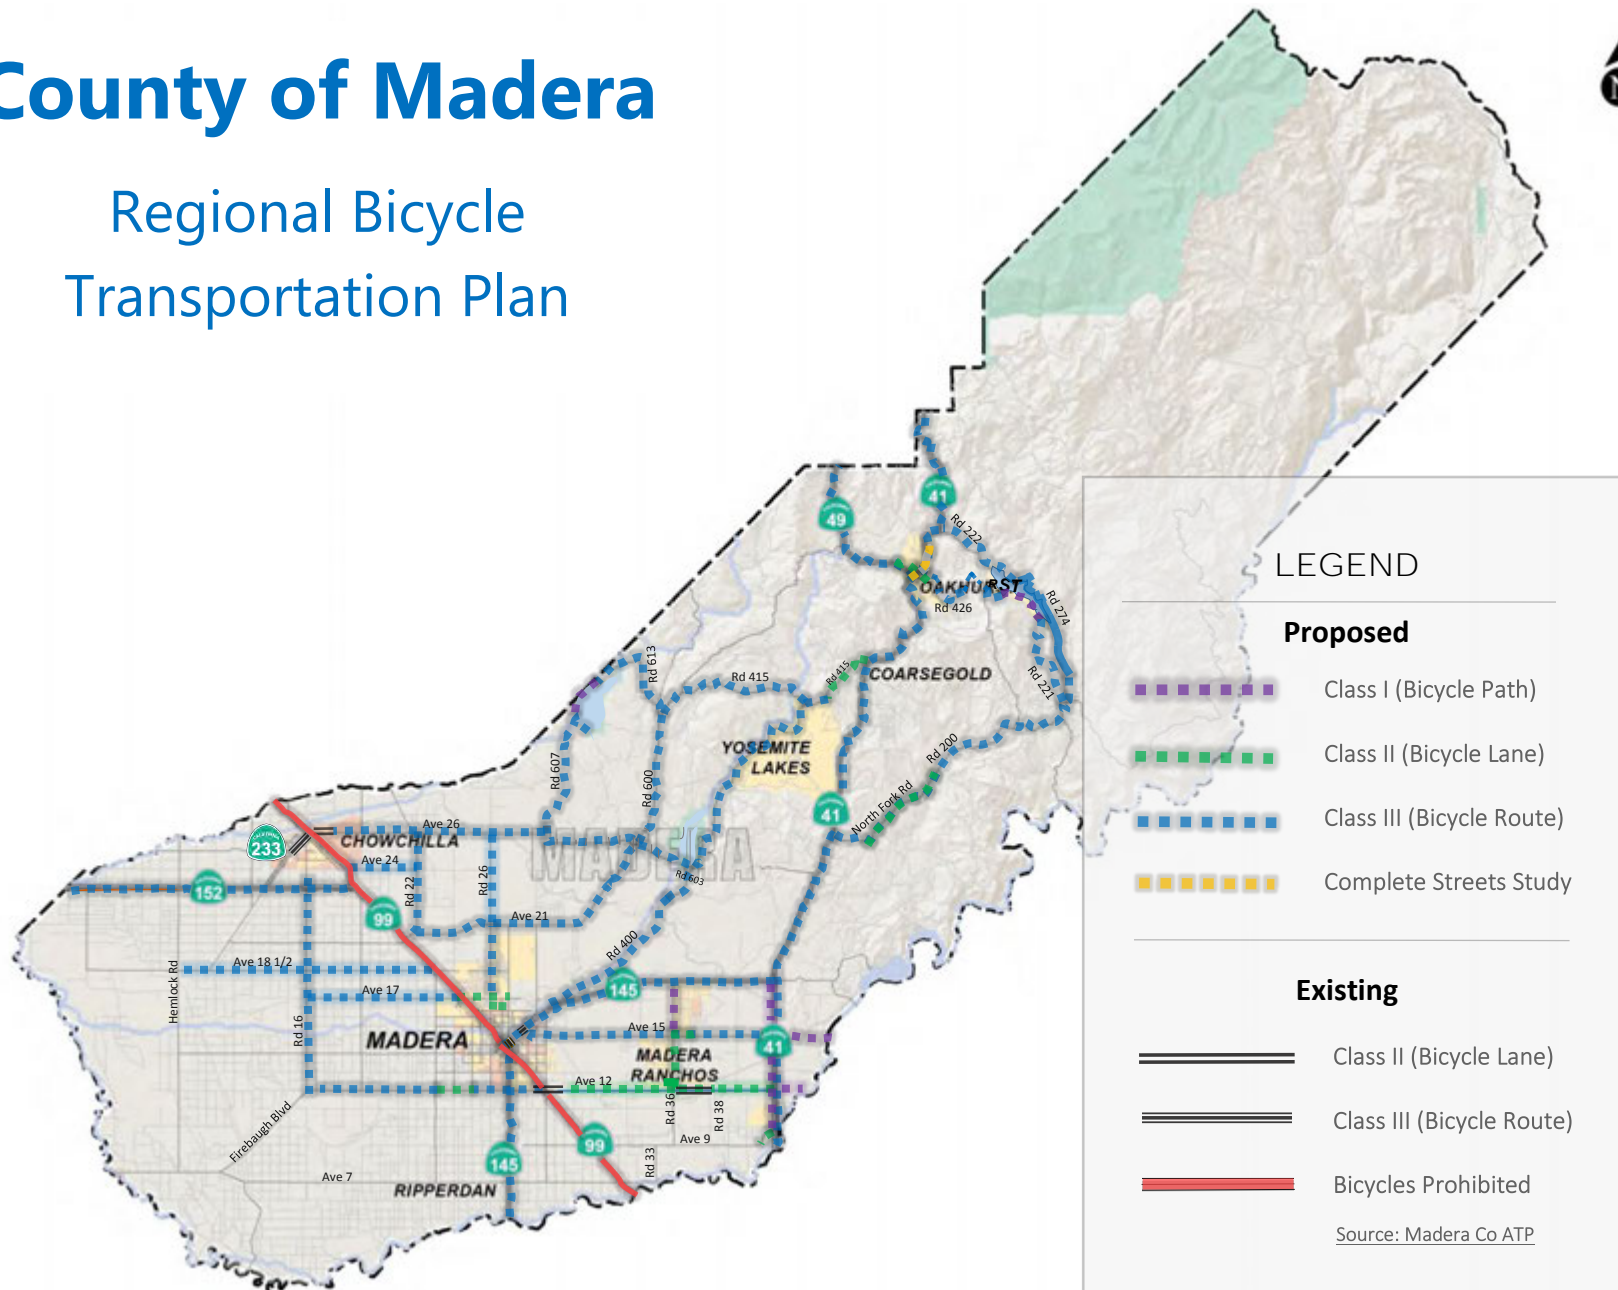 County of Madera
Regional Bicycle
Transportation Plan
N
41
49
Rd 222
OAKHURST
Rd 426
Rd 274
Rd 221
Rd 613
Rd 415
Rd 415
COARSEGOLD
YOSEMITE
LAKES
Rd 607
Rd 600
Rd 200
North Fork Rd
41
CALIFORNIA
233
Ave 26
CHOWCHILLA
MADERA
Ave 24
Rd 22
Rd 26
Rd 603
152
99
Ave 21
Rd 400
Ave 18 1/2
145
Hemlock Rd
Ave 17
Rd 16
Ave 15
MADERA
41
MADERA
RANCHOS
Ave 12
Rd 36
Rd 38
Firebaugh Blvd
99
Ave 9
145
Rd 33
Ave 7
RIPPERDAN
LEGEND
Proposed
Class I (Bicycle Path)
Class II (Bicycle Lane)
Class III (Bicycle Route)
Complete Streets Study
Existing
Class II (Bicycle Lane)
Class III (Bicycle Route)
Bicycles Prohibited
Source: Madera Co ATP